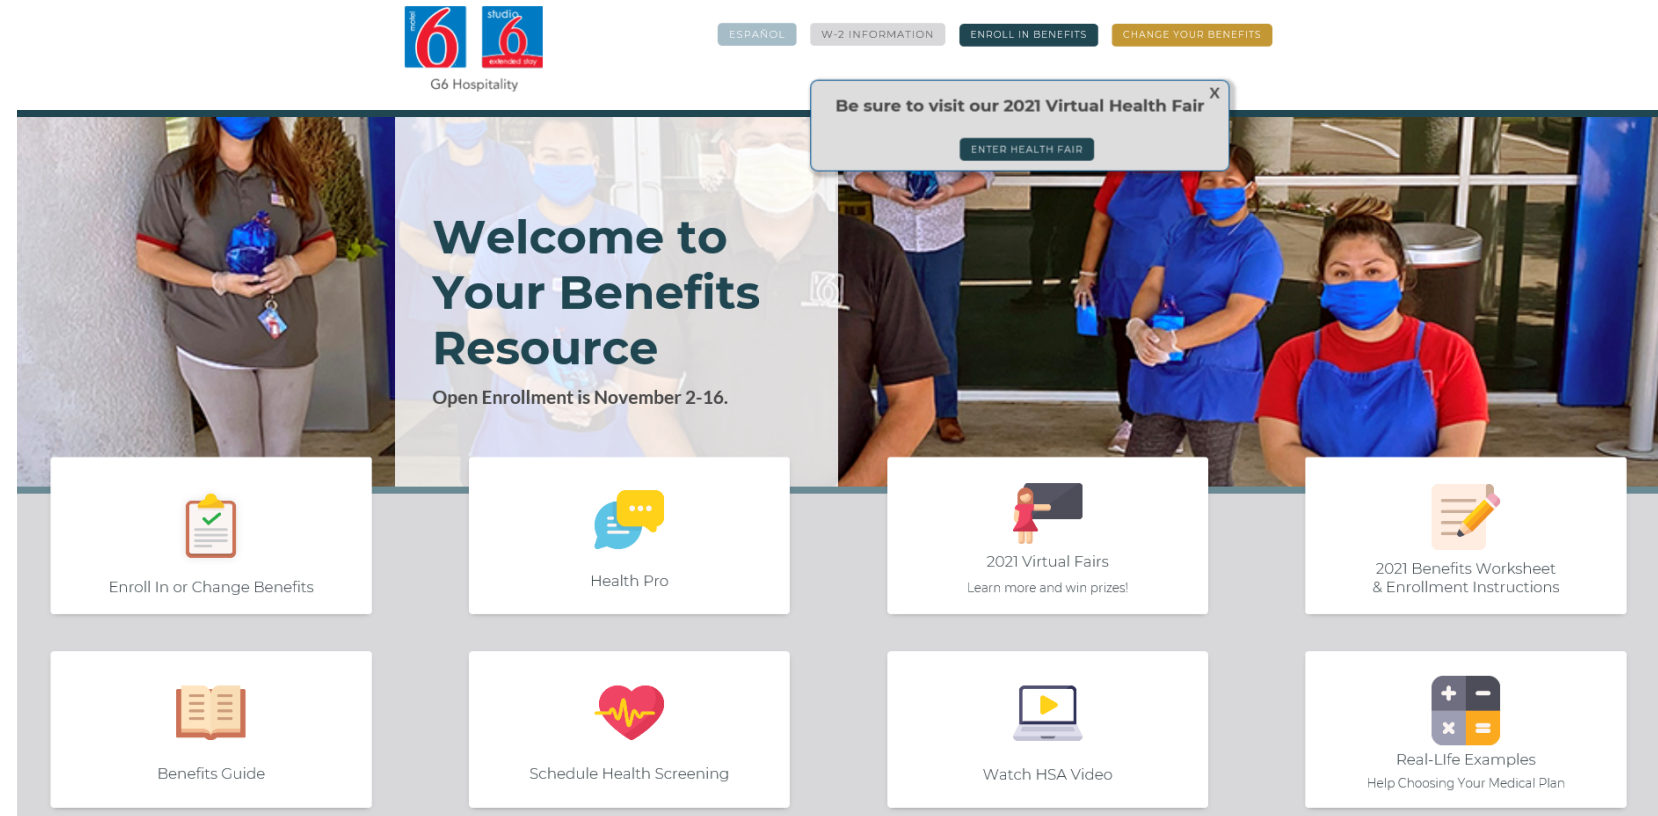 motel
6
studio
6
extended stay
G6 Hospitality
ESPAÑOL
W-2 INFORMATION
ENROLL IN BENEFITS
CHANGE YOUR BENEFITS
X
Be sure to visit our 2021 Virtual Health Fair
ENTER HEALTH FAIR
Welcome to
Your Benefits
Resource
Open Enrollment is November 2-16.
6
Enroll In or Change Benefits
Health Pro
2021 Virtual Fairs
Learn more and win prizes!
2021 Benefits Worksheet
& Enrollment Instructions
Benefits Guide
Schedule Health Screening
Watch HSA Video
Real-LIfe Examples
Help Choosing Your Medical Plan